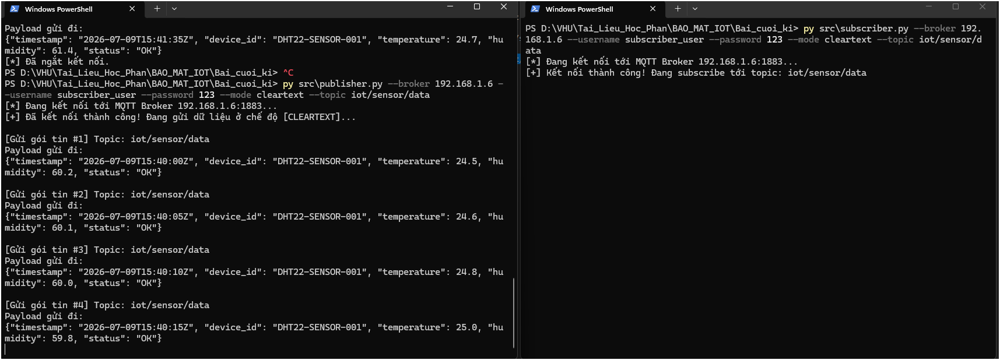 Windows PowerShell
Payload gửi đi:
{"timestamp": "2026-07-09T15:41:35Z", "device_id": "DHT22-SENSOR-001", "temperature": 24.7, "hu
midity": 61.4, "status": "OK"}
[*] Đã ngắt kết nối.
PS D:\VHU\Tai_Lieu_Hoc_Phan\BAO_MAT_IOT\Bai_cuoi_ki> ^C
PS D:\VHU\Tai_Lieu_Hoc_Phan\BAO_MAT_IOT\Bai_cuoi_ki> py src\publisher.py --broker 192.168.1.6 -
-username subscriber_user --password 123 --mode cleartext --topic iot/sensor/data
[*] Đang kết nối tới MQTT Broker 192.168.1.6:1883...
[+] Đã kết nối thành công! Đang gửi dữ liệu ở chế độ [CLEARTEXT]...
[Gửi gói tin #1] Topic: iot/sensor/data
Payload gửi đi:
{"timestamp": "2026-07-09T15:40:00Z", "device_id": "DHT22-SENSOR-001", "temperature": 24.5, "hu
midity": 60.2, "status": "OK"}
[Gửi gói tin #2] Topic: iot/sensor/data
Payload gửi đi:
{"timestamp": "2026-07-09T15:40:05Z", "device_id": "DHT22-SENSOR-001", "temperature": 24.6, "hu
midity": 60.1, "status": "OK"}
[Gửi gói tin #3] Topic: iot/sensor/data
Payload gửi đi:
{"timestamp": "2026-07-09T15:40:10Z", "device_id": "DHT22-SENSOR-001", "temperature": 24.8, "hu
midity": 60.0, "status": "OK"}
[Gửi gói tin #4] Topic: iot/sensor/data
Payload gửi đi:
{"timestamp": "2026-07-09T15:40:15Z", "device_id": "DHT22-SENSOR-001", "temperature": 25.0, "hu
midity": 59.8, "status": "OK"}
Windows PowerShell
PS D:\VHU\Tai_Lieu_Hoc_Phan\BAO_MAT_IOT\Bai_cuoi_ki> py src\subscriber.py --broker 192.
168.1.6 --username subscriber_user --password 123 --mode cleartext --topic iot/sensor/d
ata
[*] Đang kết nối tới MQTT Broker 192.168.1.6:1883...
[+] Kết nối thành công! Đang subscribe tới topic: iot/sensor/data